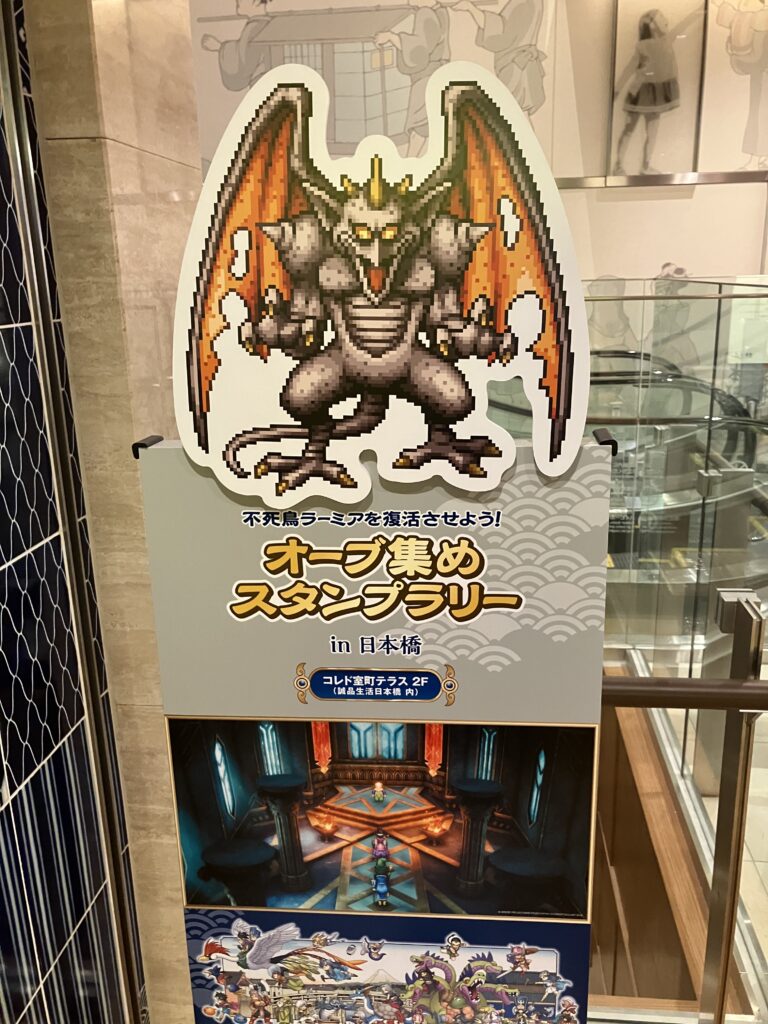 不死鳥ラーミアを復活させよう!
オーブ集め
スタンプラリー
in 日本橋
コレド室町テラス 2F
(誠品生活日本橋 内)